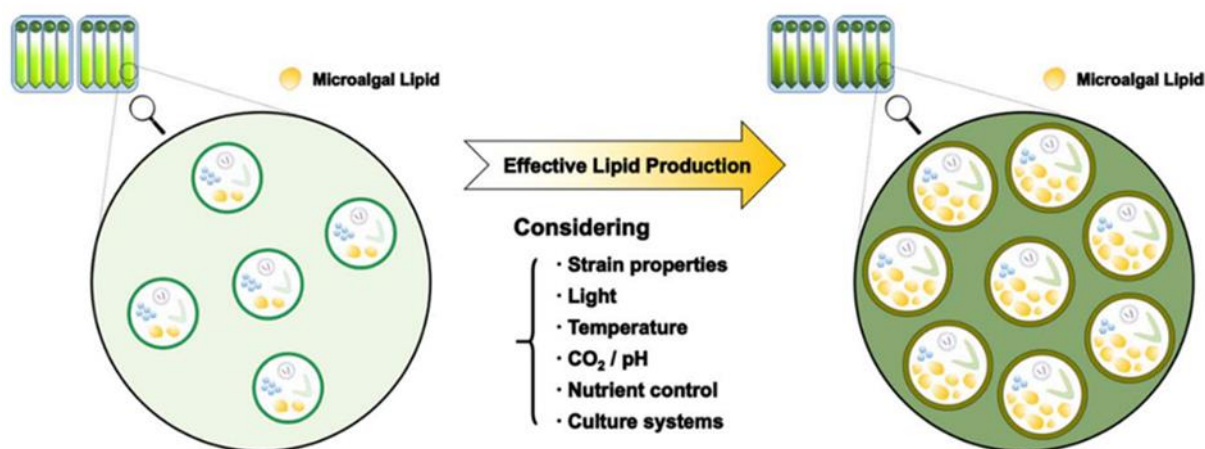 Microalgal Lipid
Microalgal Lipid
Effective Lipid Production
Considering
· Strain properties
· Light
· Temperature
· CO₂ / pH
· Nutrient control
· Culture systems